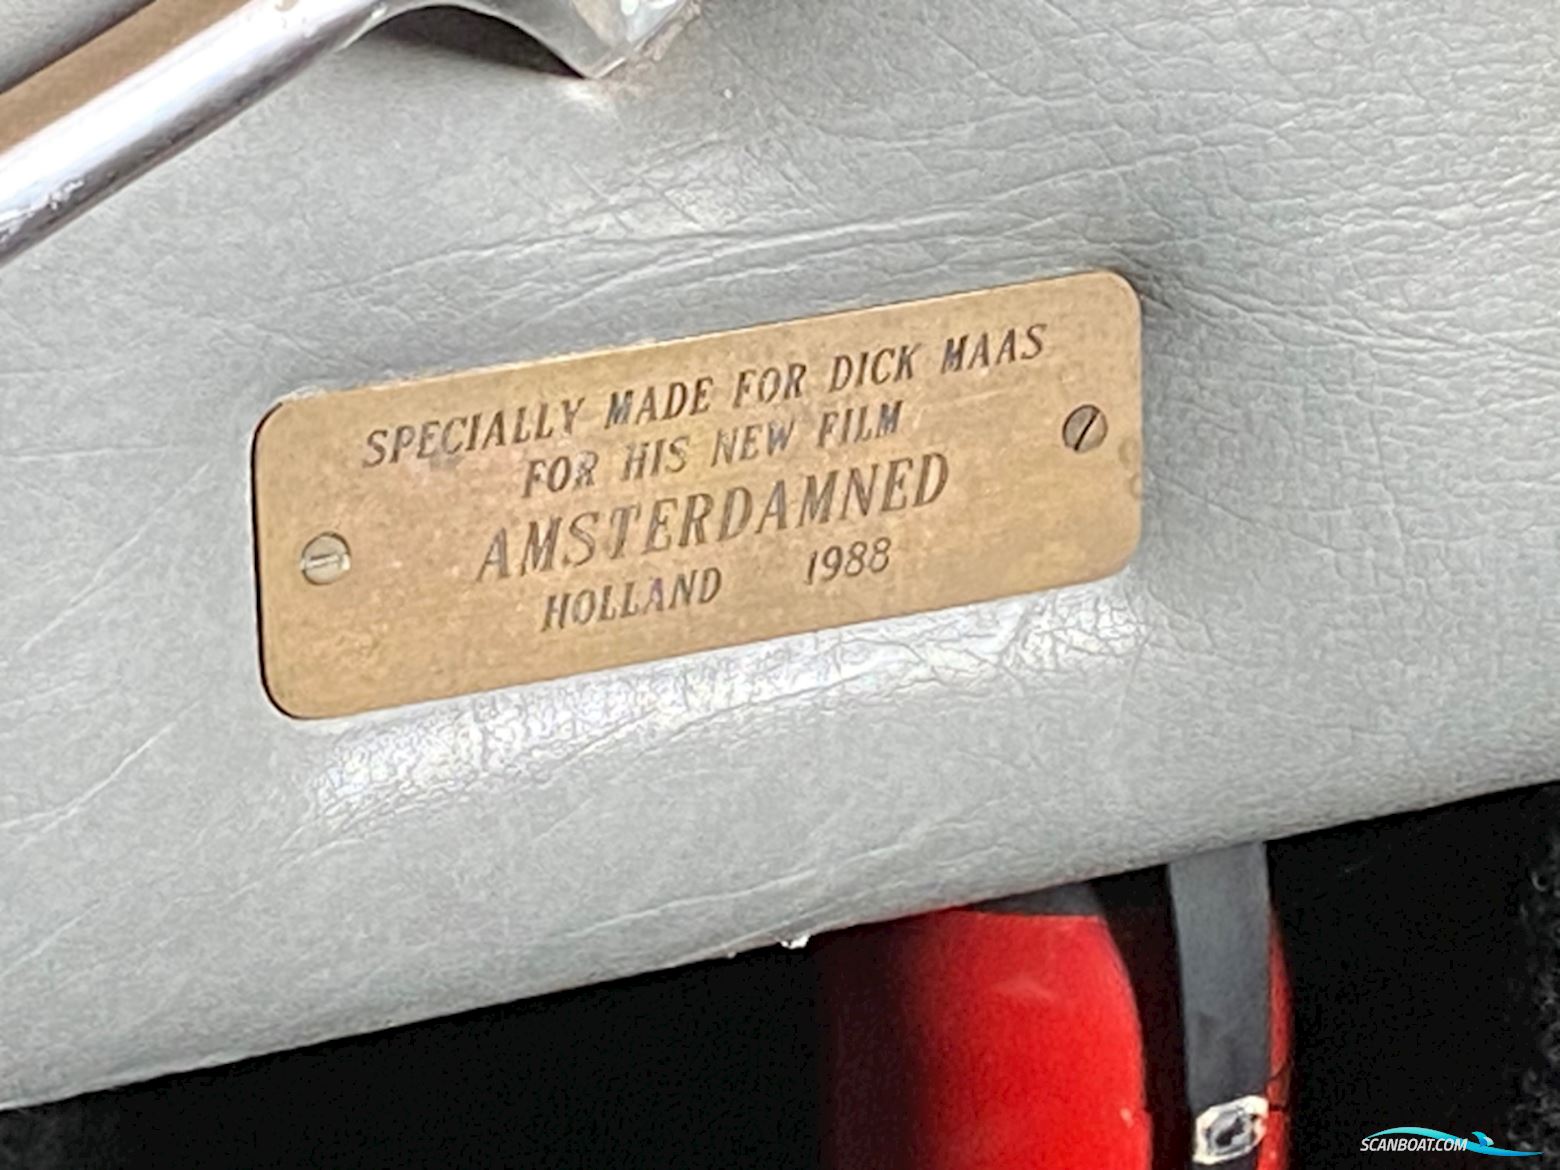 SPECIALLY MADE FOR DICK MAAS
FOR HIS NEW FILM
AMSTERDAMNED
HOLLAND 1988
SCANBOAT.COM